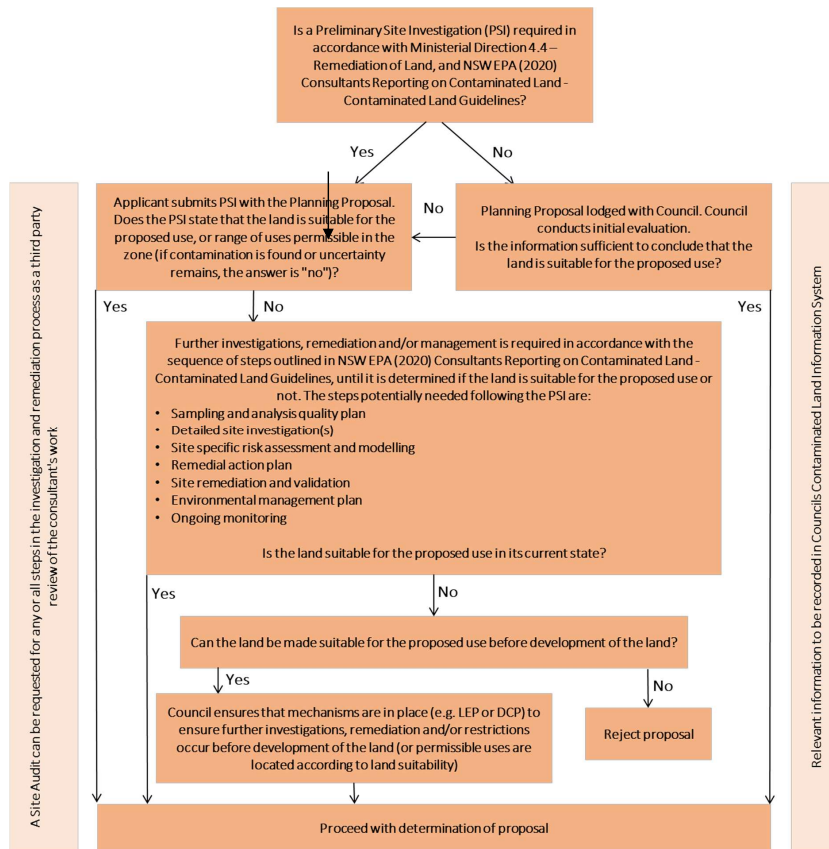 Is a Preliminary Site Investigation (PSI) required in
accordance with Ministerial Direction 4.4 –
Remediation of Land, and NSW EPA (2020)
Consultants Reporting on Contaminated Land -
Contaminated Land Guidelines?
Yes
No
Applicant submits PSI with the Planning Proposal.
Does the PSI state that the land is suitable for the
proposed use, or range of uses permissible in the
zone (if contamination is found or uncertainty
remains, the answer is "no")?
No
Planning Proposal lodged with Council. Council
conducts initial evaluation.
Is the information sufficient to conclude that the
land is suitable for the proposed use?
Yes
No
Yes
Further investigations, remediation and/or management is required in accordance with the
sequence of steps outlined in NSW EPA (2020) Consultants Reporting on Contaminated Land -
Contaminated Land Guidelines, until it is determined if the land is suitable for the proposed use or
not. The steps potentially needed following the PSI are:
• Sampling and analysis quality plan
• Detailed site investigation(s)
• Site specific risk assessment and modelling
• Remedial action plan
• Site remediation and validation
• Environmental management plan
• Ongoing monitoring
Is the land suitable for the proposed use in its current state?
Yes
No
Can the land be made suitable for the proposed use before development of the land?
Yes
No
Council ensures that mechanisms are in place (e.g. LEP or DCP) to
ensure further investigations, remediation and/or restrictions
occur before development of the land (or permissible uses are
located according to land suitability)
Reject proposal
Proceed with determination of proposal
A Site Audit can be requested for any or all steps in the investigation and remediation process as a third party
review of the consultant's work
Relevant information to be recorded in Councils Contaminated Land Information System